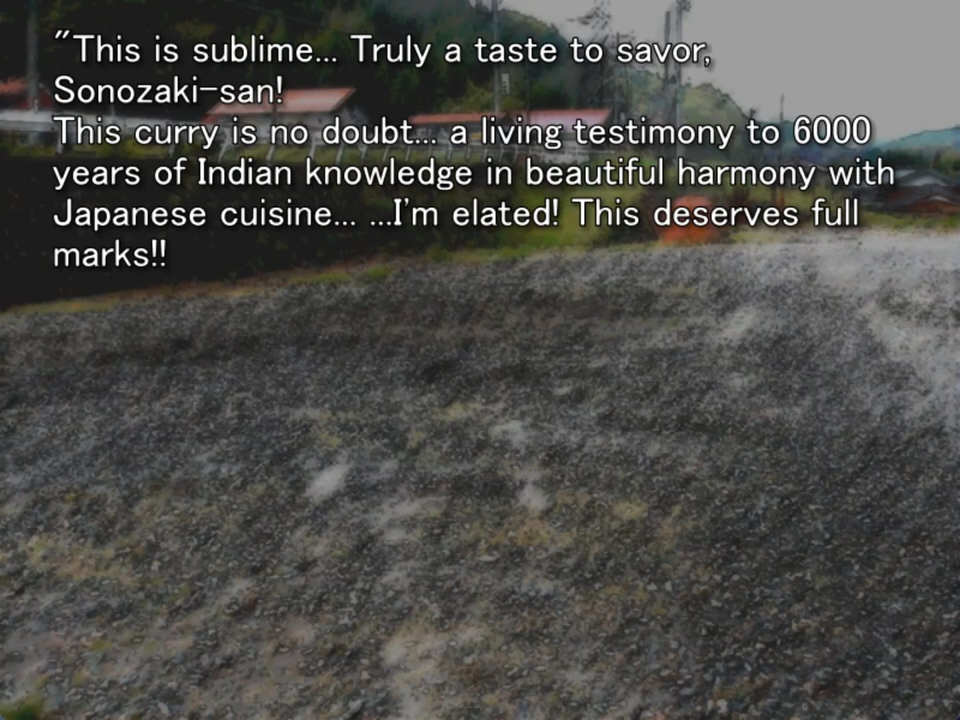 "This is sublime... Truly a taste to savor,
Sonozaki-san!
This curry is no doubt... a living testimony to 6000
years of Indian knowledge in beautiful harmony with
Japanese cuisine... ...I'm elated! This deserves full
marks!!